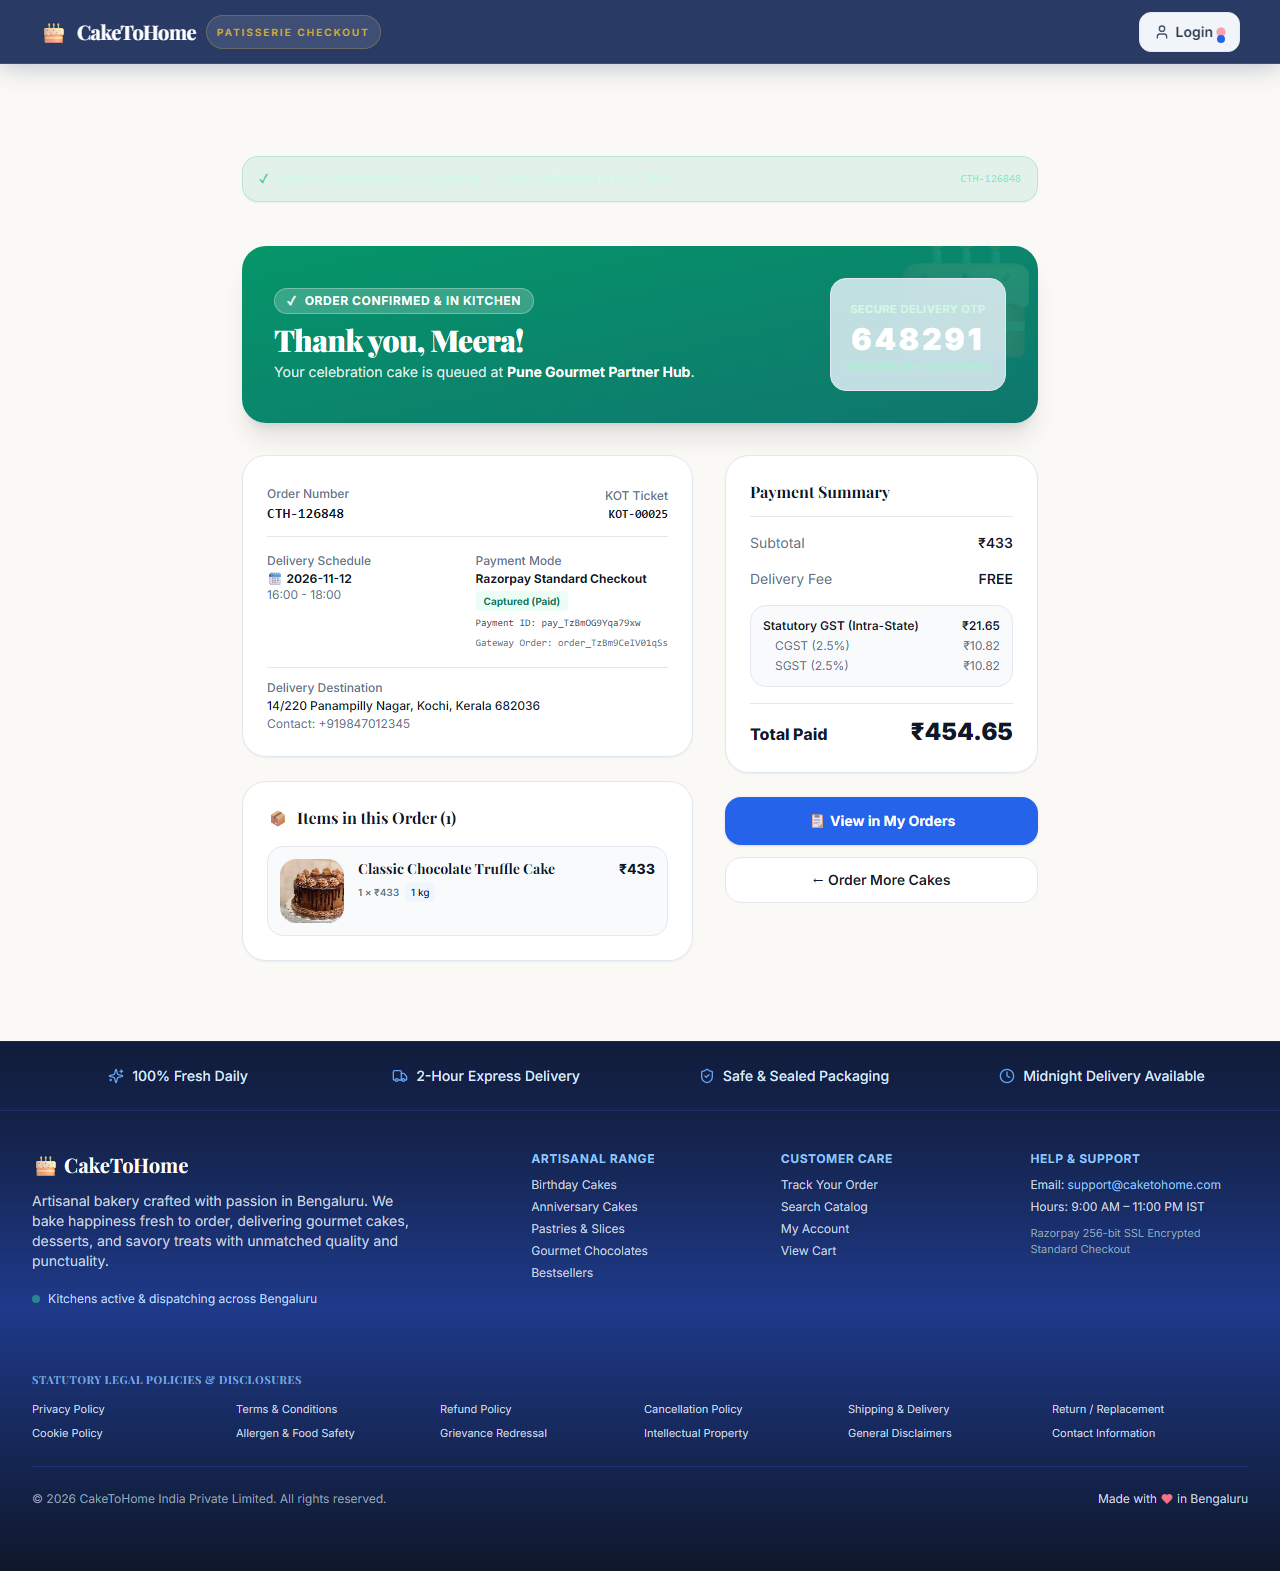 CakeToHome
PATISSERIE CHECKOUT
Login
✓
CTH-126848
✓ ORDER CONFIRMED & IN KITCHEN
Thank you, Meera!
Your celebration cake is queued at Pune Gourmet Partner Hub.
SECURE DELIVERY OTP
648291
Order Number
CTH-126848
KOT Ticket
KOT-00025
Delivery Schedule
2026-11-12
16:00 - 18:00
Payment Mode
Razorpay Standard Checkout
Captured (Paid)
Payment ID: pay_TzBmOG9Yqa79xw
Gateway Order: order_TzBm9CeIV01qSs
Delivery Destination
14/220 Panampilly Nagar, Kochi, Kerala 682036
Contact: +919847012345
Items in this Order (1)
Classic Chocolate Truffle Cake
₹433
1 × ₹433 1 kg
Payment Summary
Subtotal ₹433
Delivery Fee FREE
Statutory GST (Intra-State) ₹21.65
CGST (2.5%) ₹10.82
SGST (2.5%) ₹10.82
Total Paid ₹454.65
View in My Orders
← Order More Cakes
100% Fresh Daily
2-Hour Express Delivery
Safe & Sealed Packaging
Midnight Delivery Available
CakeToHome
Artisanal bakery crafted with passion in Bengaluru. We
bake happiness fresh to order, delivering gourmet cakes,
desserts, and savory treats with unmatched quality and
punctuality.
Kitchens active & dispatching across Bengaluru
ARTISANAL RANGE
Birthday Cakes
Anniversary Cakes
Pastries & Slices
Gourmet Chocolates
Bestsellers
CUSTOMER CARE
Track Your Order
Search Catalog
My Account
View Cart
HELP & SUPPORT
Email: support@caketohome.com
Hours: 9:00 AM – 11:00 PM IST
Razorpay 256-bit SSL Encrypted
Standard Checkout
STATUTORY LEGAL POLICIES & DISCLOSURES
Privacy Policy
Terms & Conditions
Refund Policy
Cancellation Policy
Shipping & Delivery
Return / Replacement
Cookie Policy
Allergen & Food Safety
Grievance Redressal
Intellectual Property
General Disclaimers
Contact Information
© 2026 CakeToHome India Private Limited. All rights reserved.
Made with ❤ in Bengaluru